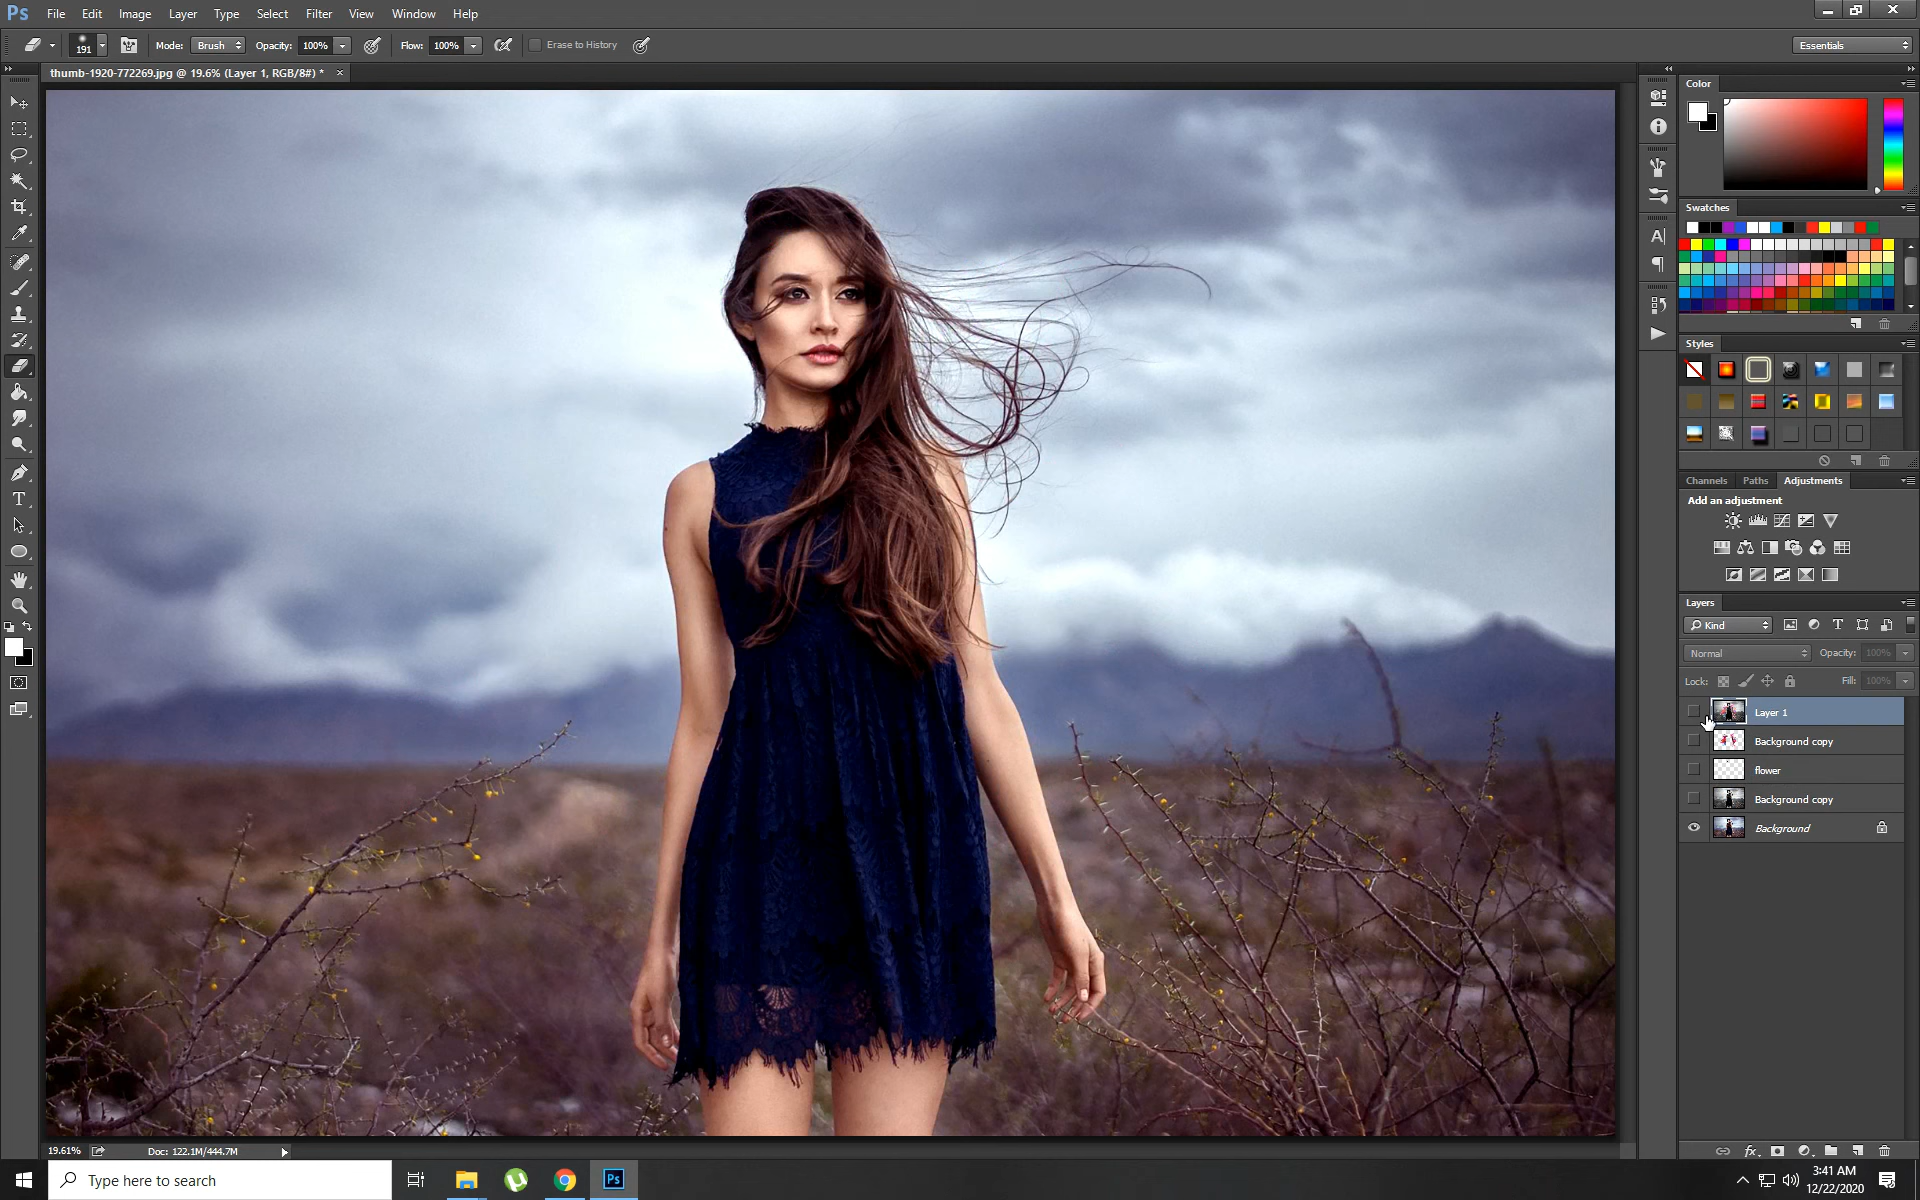 Ps File Edit Image Layer Type Select Filter View Window Help
191 Mode: Brush Opacity: 100% Flow: 100% Erase to History Essentials
thumb-1920-772269.jpg @ 19.6% (Layer 1, RGB/8#) * ×
Color
Swatches
Styles
Channels Paths Adjustments
Add an adjustment
Layers
Kind
Normal Opacity: 100%
Lock: Fill: 100%
Layer 1
Background copy
flower
Background copy
Background
19.61% Doc: 122.1M/444.7M
Type here to search
Ps
3:41 AM
12/22/2020